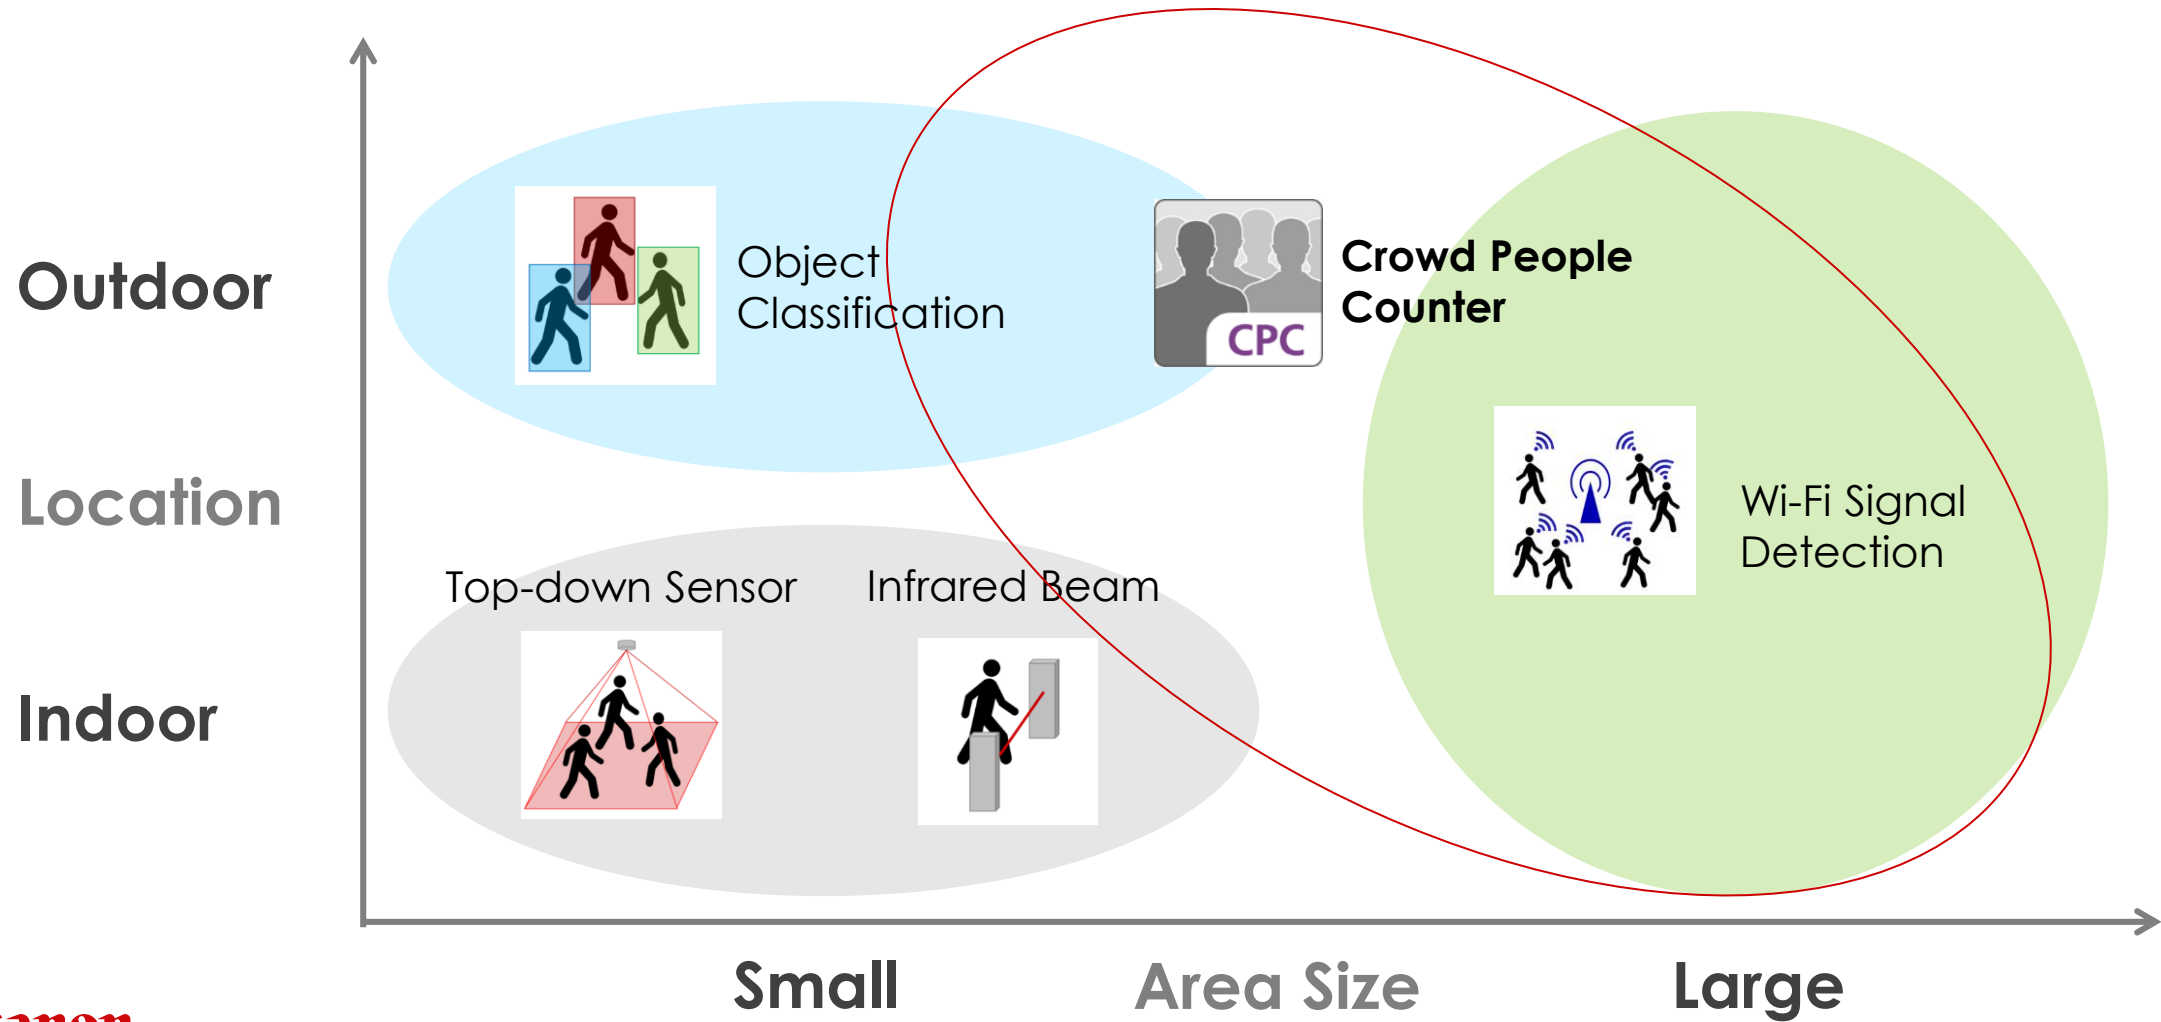 Outdoor
Object
Classification
CPC
Crowd People
Counter
Location
Wi-Fi Signal
Detection
Top-down Sensor
Infrared Beam
Indoor
Small
Area Size
Large